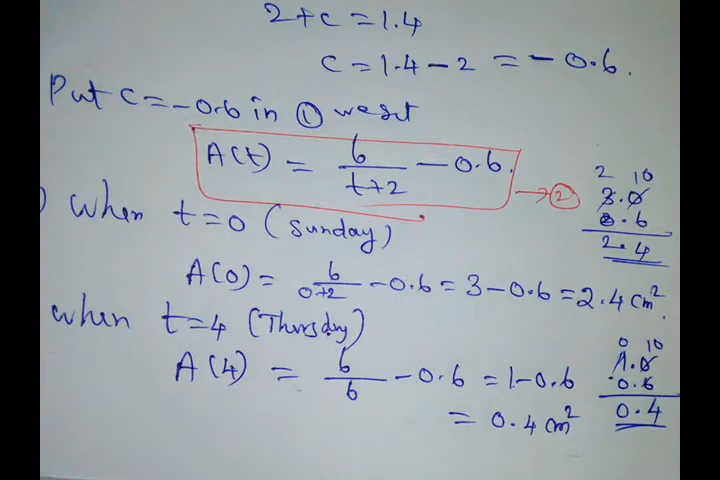 2+c = 1.4
c = 1.4 - 2 = - 0.6.
Put c = -0.6 in ① we get
A(t) = 6/(t+2) - 0.6. → ②
) when t=0 (Sunday)
2 10
3.0
0.6
2.4
A(0) = 6/(0+2) - 0.6 = 3 - 0.6 = 2.4 cm².
when t=4 (Thursday)
A(4) = 6/6 - 0.6 = 1 - 0.6
= 0.4 cm²
0 10
1.0
0.6
0.4